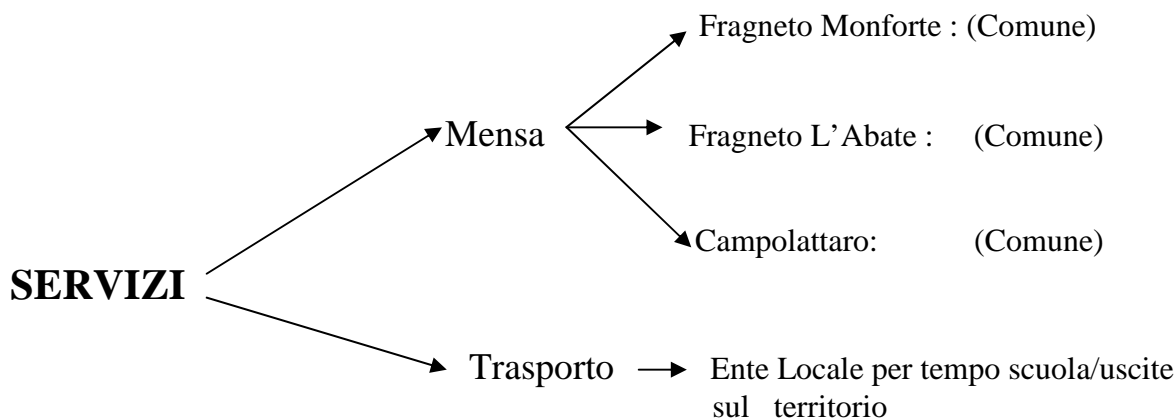 Fragneto Monforte : (Comune)
Mensa
Fragneto L’Abate : (Comune)
Campolattaro: (Comune)
SERVIZI
Trasporto
Ente Locale per tempo scuola/uscite
sul territorio